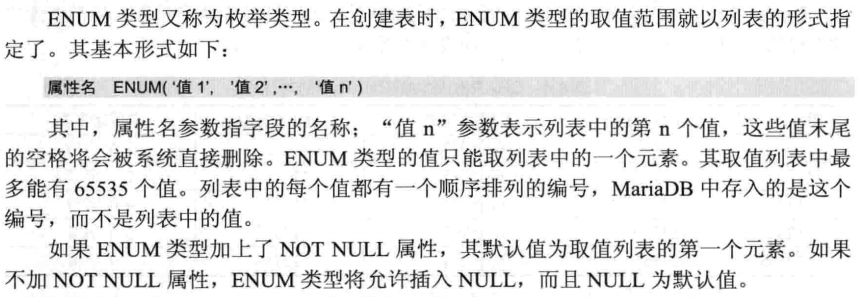 ENUM 类型又称为枚举类型。在创建表时，ENUM 类型的取值范围就以列表的形式指
定了。其基本形式如下：
属性名 ENUM( '值 1', '值 2' ,…, '值 n' )
其中，属性名参数指字段的名称；“值 n”参数表示列表中的第 n 个值，这些值末尾
的空格将会被系统直接删除。ENUM 类型的值只能取列表中的一个元素。其取值列表中最
多能有 65535 个值。列表中的每个值都有一个顺序排列的编号，MariaDB 中存入的是这个
编号，而不是列表中的值。
如果 ENUM 类型加上了 NOT NULL 属性，其默认值为取值列表的第一个元素。如果
不加 NOT NULL 属性，ENUM 类型将允许插入 NULL，而且 NULL 为默认值。